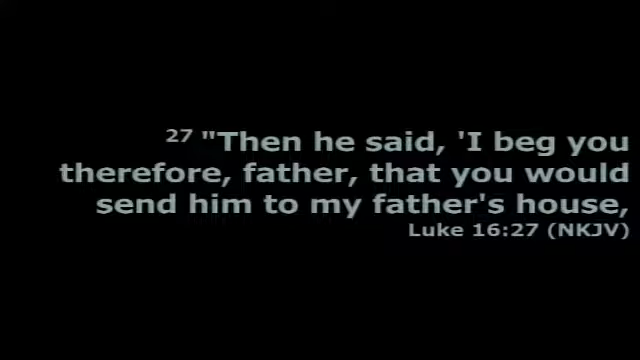 27 "Then he said, 'I beg you
therefore, father, that you would
send him to my father's house,
Luke 16:27 (NKJV)